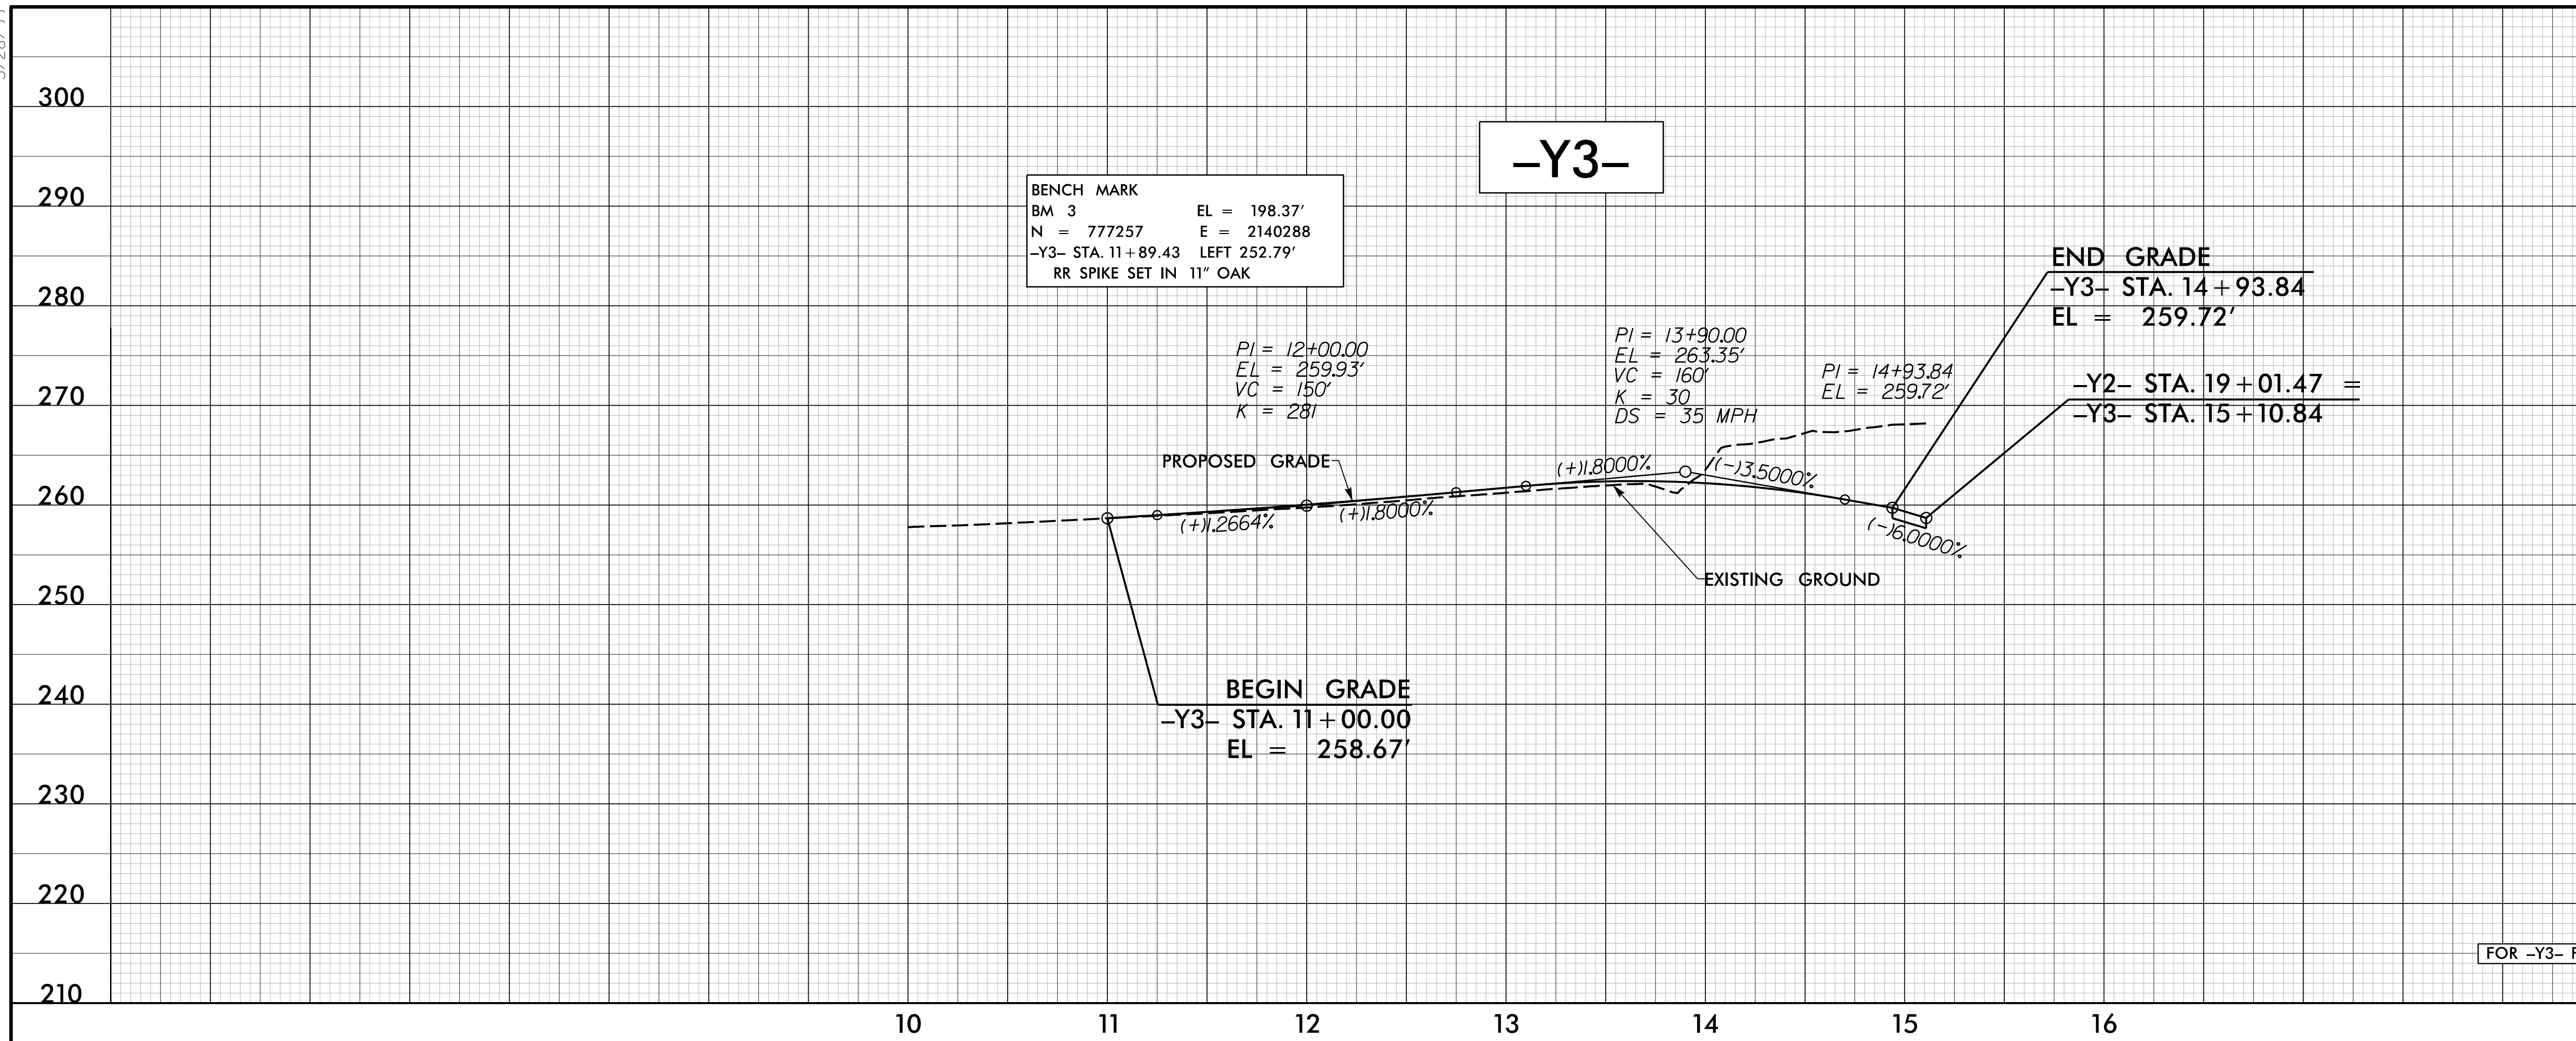 300
290
280
270
260
250
240
230
220
210
–Y3–
BENCH MARK
BM 3 EL = 198.37'
N = 777257 E = 2140288
–Y3– STA. 11+89.43 LEFT 252.79'
RR SPIKE SET IN 11" OAK
END GRADE
–Y3– STA. 14+93.84
EL = 259.72'
PI = 12+00.00
EL = 259.93'
VC = 150'
K = 281
PI = 13+90.00
EL = 263.35'
VC = 160'
K = 30
DS = 35 MPH
PI = 14+93.84
EL = 259.72'
–Y2– STA. 19+01.47 =
–Y3– STA. 15+10.84
PROPOSED GRADE
(+)1.8000%
(–)3.5000%
(+)1.2664%
(+)1.8000%
(–)6.0000%
EXISTING GROUND
BEGIN GRADE
–Y3– STA. 11+00.00
EL = 258.67'
FOR –Y3–
10 11 12 13 14 15 16